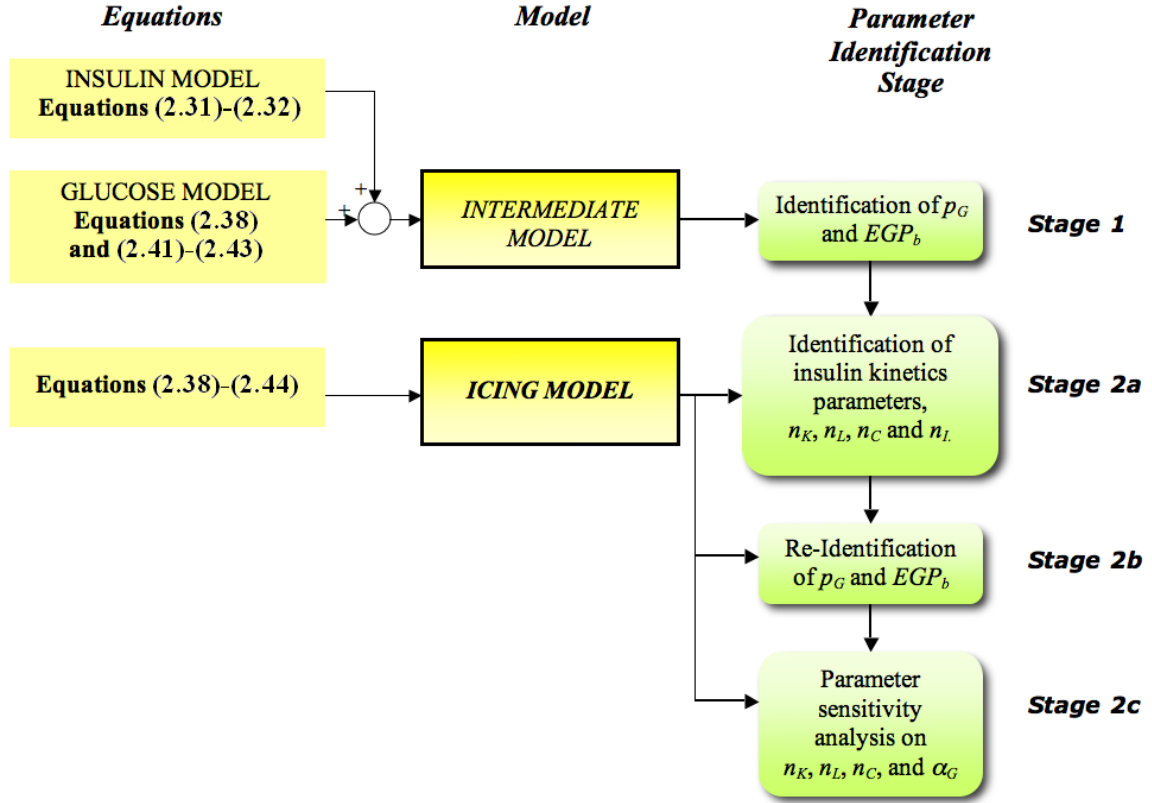 Equations
Model
Parameter
Identification
Stage
INSULIN MODEL
Equations (2.31)-(2.32)
GLUCOSE MODEL
Equations (2.38)
and (2.41)-(2.43)
+
+
INTERMEDIATE
MODEL
Identification of pG
and EGPb
Stage 1
Equations (2.38)-(2.44)
ICING MODEL
Identification of
insulin kinetics
parameters,
nK, nL, nC and nI.
Stage 2a
Re-Identification
of pG and EGPb
Stage 2b
Parameter
sensitivity
analysis on
nK, nL, nC, and αG
Stage 2c